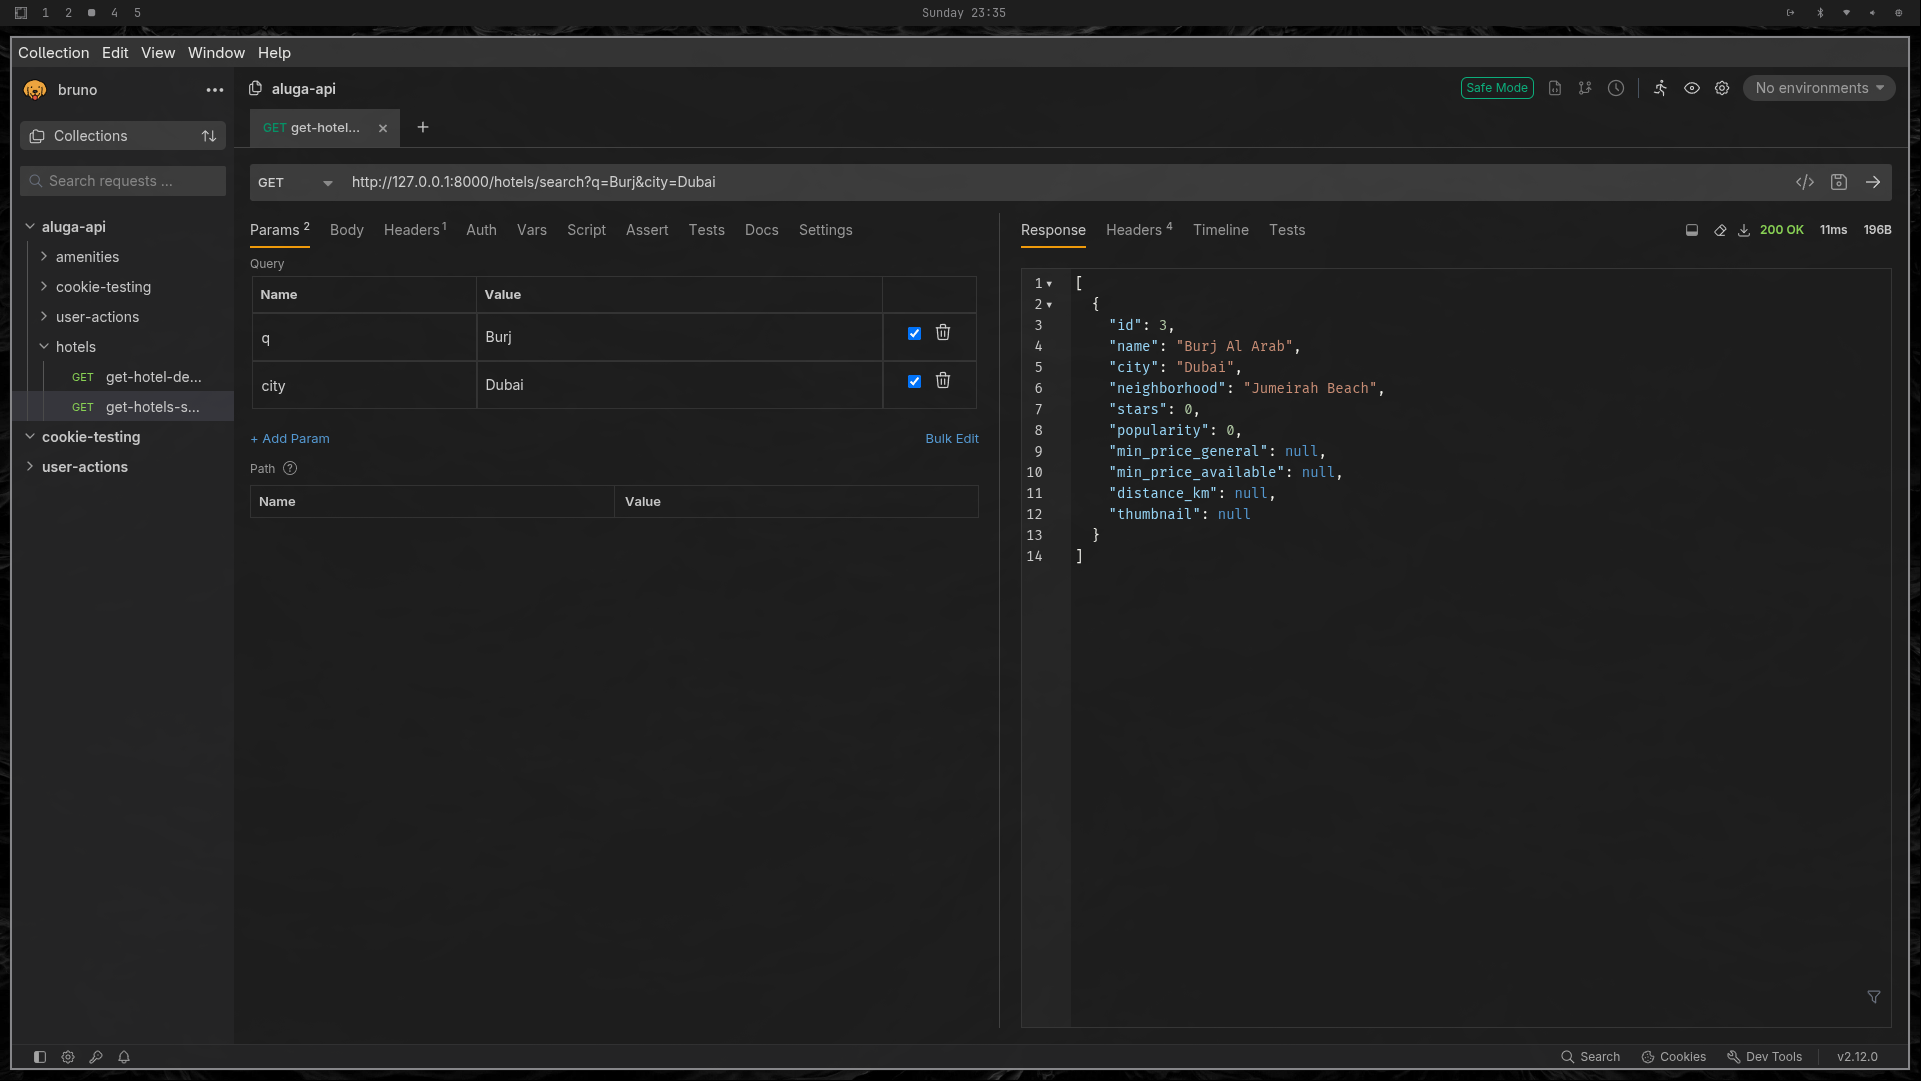 1 2 4 5 Sunday 23:35
Collection Edit View Window Help
bruno
aluga-api
Safe Mode
No environments
Collections
GET get-hotel...
Search requests ...
GET http://127.0.0.1:8000/hotels/search?q=Burj&city=Dubai
aluga-api
amenities
cookie-testing
user-actions
hotels
GET get-hotel-de...
GET get-hotels-s...
cookie-testing
user-actions
Params 2 Body Headers 1 Auth Vars Script Assert Tests Docs Settings
Query
Name Value
q Burj
city Dubai
+ Add Param Bulk Edit
Path ?
Name Value
Response Headers 4 Timeline Tests 200 OK 11ms 196B
1 [
2 {
3 "id": 3,
4 "name": "Burj Al Arab",
5 "city": "Dubai",
6 "neighborhood": "Jumeirah Beach",
7 "stars": 0,
8 "popularity": 0,
9 "min_price_general": null,
10 "min_price_available": null,
11 "distance_km": null,
12 "thumbnail": null
13 }
14 ]
Search Cookies Dev Tools v2.12.0